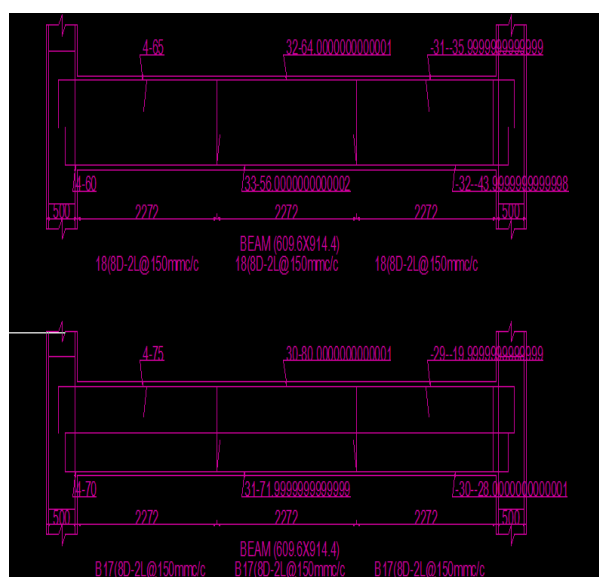 4-65 32-64.0000000000001 -31--35.9999999999999
4-60 33-56.0000000000002 -32--43.9999999999998
500 2272 2272 2272 500
BEAM (609.6X914.4)
18(8D-2L@150mmc/c 18(8D-2L@150mmc/c 18(8D-2L@150mmc/c
4-75 30-80.0000000000001 -29--19.9999999999999
4-70 31-71.9999999999999 -30--28.0000000000001
500 2272 2272 2272 500
BEAM (609.6X914.4)
B17(8D-2L@150mmc/c B17(8D-2L@150mmc/c B17(8D-2L@150mmc/c